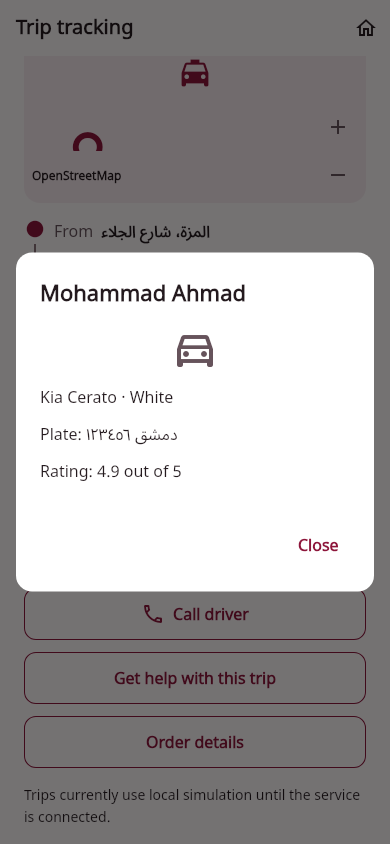 Trip tracking
OpenStreetMap
From المزة، شارع الجلاء
Mohammad Ahmad
Kia Cerato · White
Plate: دمشق ١٢٣٤٥٦
Rating: 4.9 out of 5
Close
Call driver
Get help with this trip
Order details
Trips currently use local simulation until the service
is connected.